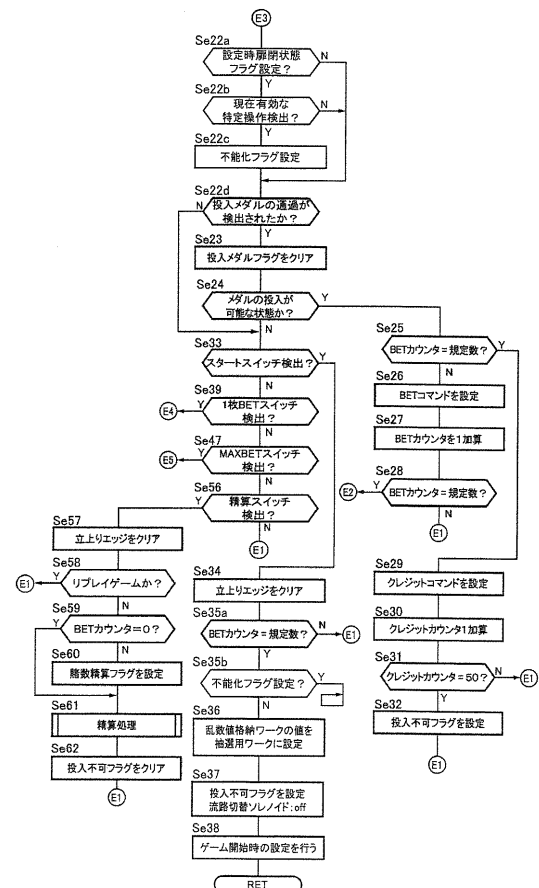 E3
Se22a
設定時扉閉状態
フラグ設定？
N
Y
Se22b
現在有効な
特定操作検出？
N
Y
Se22c
不能化フラグ設定
Se22d
投入メダルの通過が
検出されたか？
N
Y
Se23
投入メダルフラグをクリア
Se24
メダルの投入が
可能な状態か？
Y
N
Se33
スタートスイッチ検出？
Y
N
Se39
1枚BETスイッチ
検出？
Y
E4
N
Se47
MAXBETスイッチ
検出？
Y
E5
N
Se56
精算スイッチ
検出？
Y
N
E1
Se57
立上りエッジをクリア
Se58
リプレイゲームか？
Y
E1
N
Se59
BETカウンタ＝0？
Y
N
Se60
賭数精算フラグを設定
Se61
精算処理
Se62
投入不可フラグをクリア
E1
Se34
立上りエッジをクリア
Se35a
BETカウンタ＝規定数？
N
E1
Y
Se35b
不能化フラグ設定？
Y
N
Se36
乱数値格納ワークの値を
抽選用ワークに設定
Se37
投入不可フラグを設定
流路切替ソレノイド：off
Se38
ゲーム開始時の設定を行う
RET
Se25
BETカウンタ＝規定数？
Y
N
Se26
BETコマンドを設定
Se27
BETカウンタを1加算
Se28
BETカウンタ＝規定数？
Y
E2
N
E1
Se29
クレジットコマンドを設定
Se30
クレジットカウンタ1加算
Se31
クレジットカウンタ＝50？
N
E1
Y
Se32
投入不可フラグを設定
E1